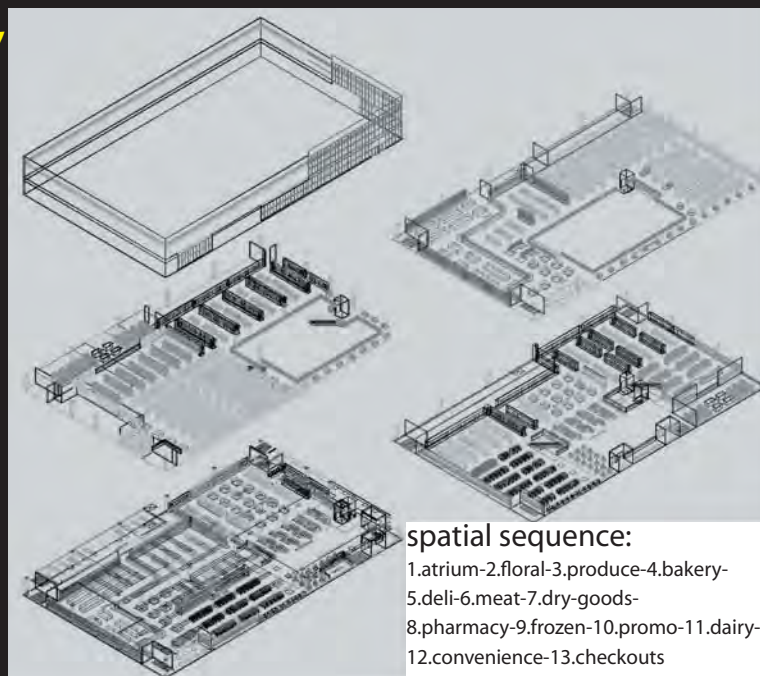 spatial sequence:
1.atrium-2.floral-3.produce-4.bakery-
5.deli-6.meat-7.dry-goods-
8.pharmacy-9.frozen-10.promo-11.dairy-
12.convenience-13.checkouts